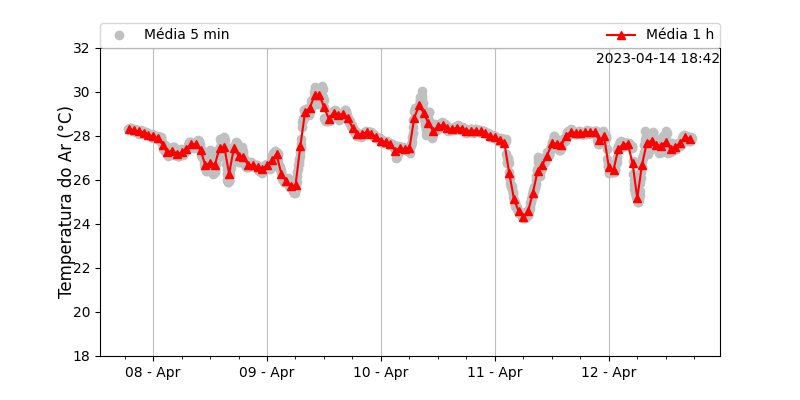 Média 5 min
Média 1 h
2023-04-14 18:42
Temperatura do Ar (°C)
32
30
28
26
24
22
20
18
08 - Apr
09 - Apr
10 - Apr
11 - Apr
12 - Apr